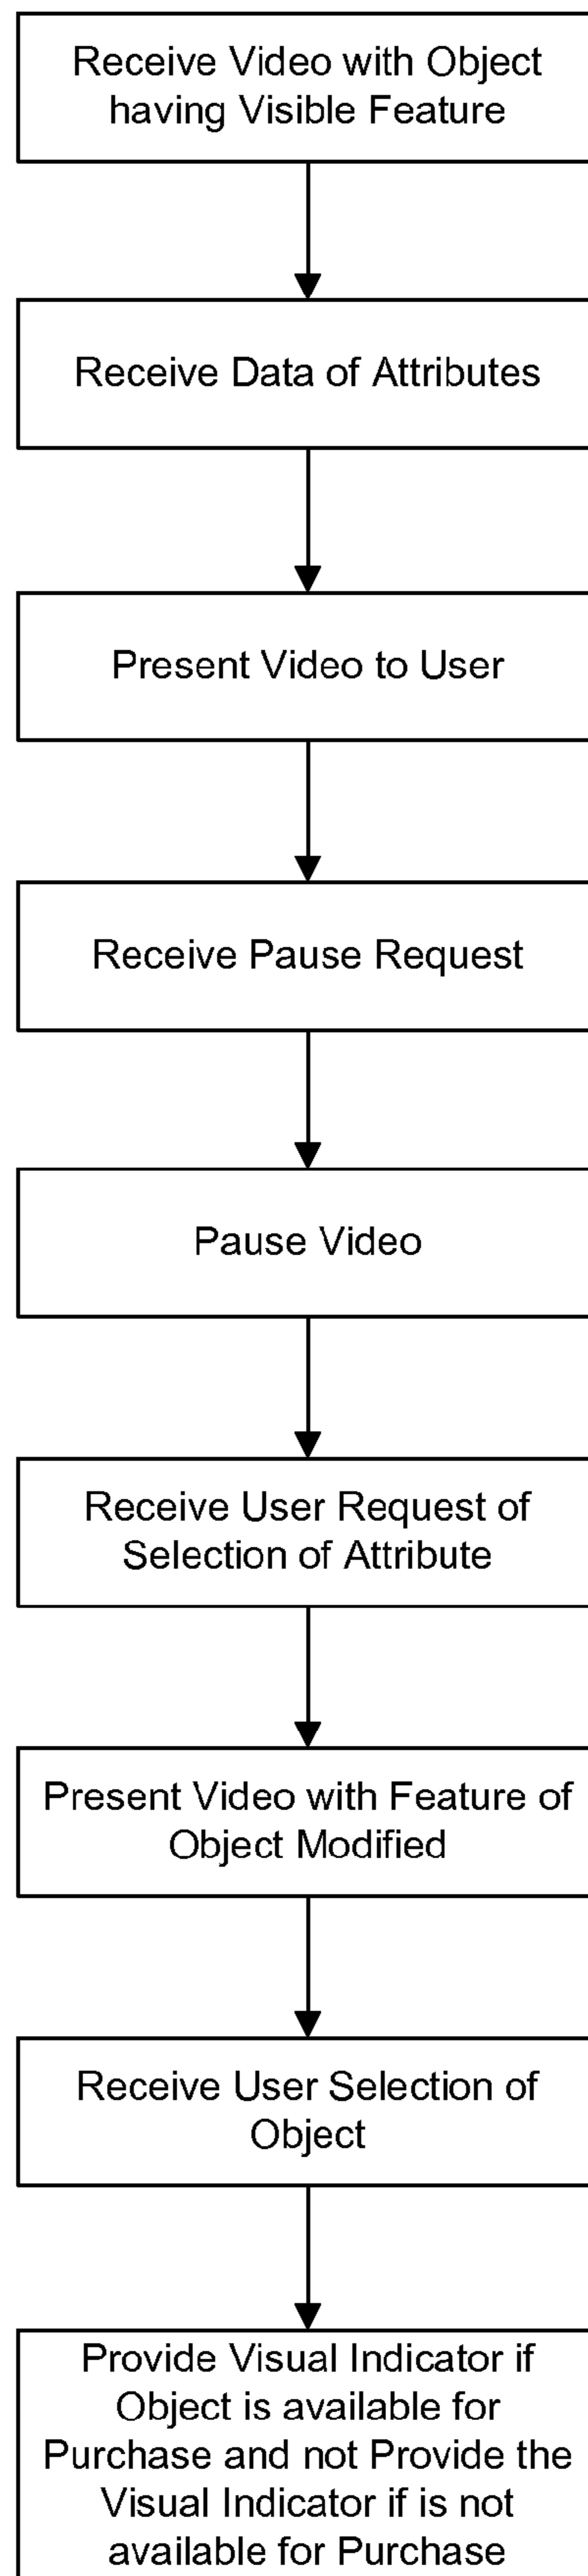 Receive Video with Object
having Visible Feature
Receive Data of Attributes
Present Video to User
Receive Pause Request
Pause Video
Receive User Request of
Selection of Attribute
Present Video with Feature of
Object Modified
Receive User Selection of
Object
Provide Visual Indicator if
Object is available for
Purchase and not Provide the
Visual Indicator if is not
available for Purchase